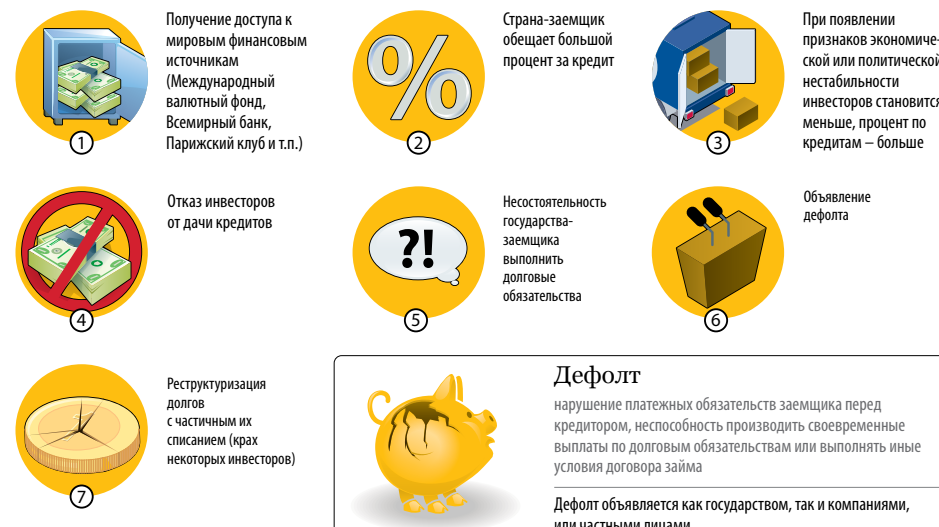 Получение доступа к
мировым финансовым
источникам
(Международный
валютный фонд,
Всемирный банк,
Парижский клуб и т.п.)
1
%
Страна-заемщик
обещает большой
процент за кредит
2
При появлении
признаков экономиче-
ской или политической
нестабильности
инвесторов становится
меньше, процент по
кредитам – больше
3
Отказ инвесторов
от дачи кредитов
4
?!
Несостоятельность
государства-
заемщика
выполнить
долговые
обязательства
5
Объявление
дефолта
6
Реструктуризация
долгов
с частичным их
списанием (крах
некоторых инвесторов)
7
Дефолт
нарушение платежных обязательств заемщика перед
кредитором, неспособность производить своевременные
выплаты по долговым обязательствам или выполнять иные
условия договора займа
Дефолт объявляется как государством, так и компаниями,
или частными лицами